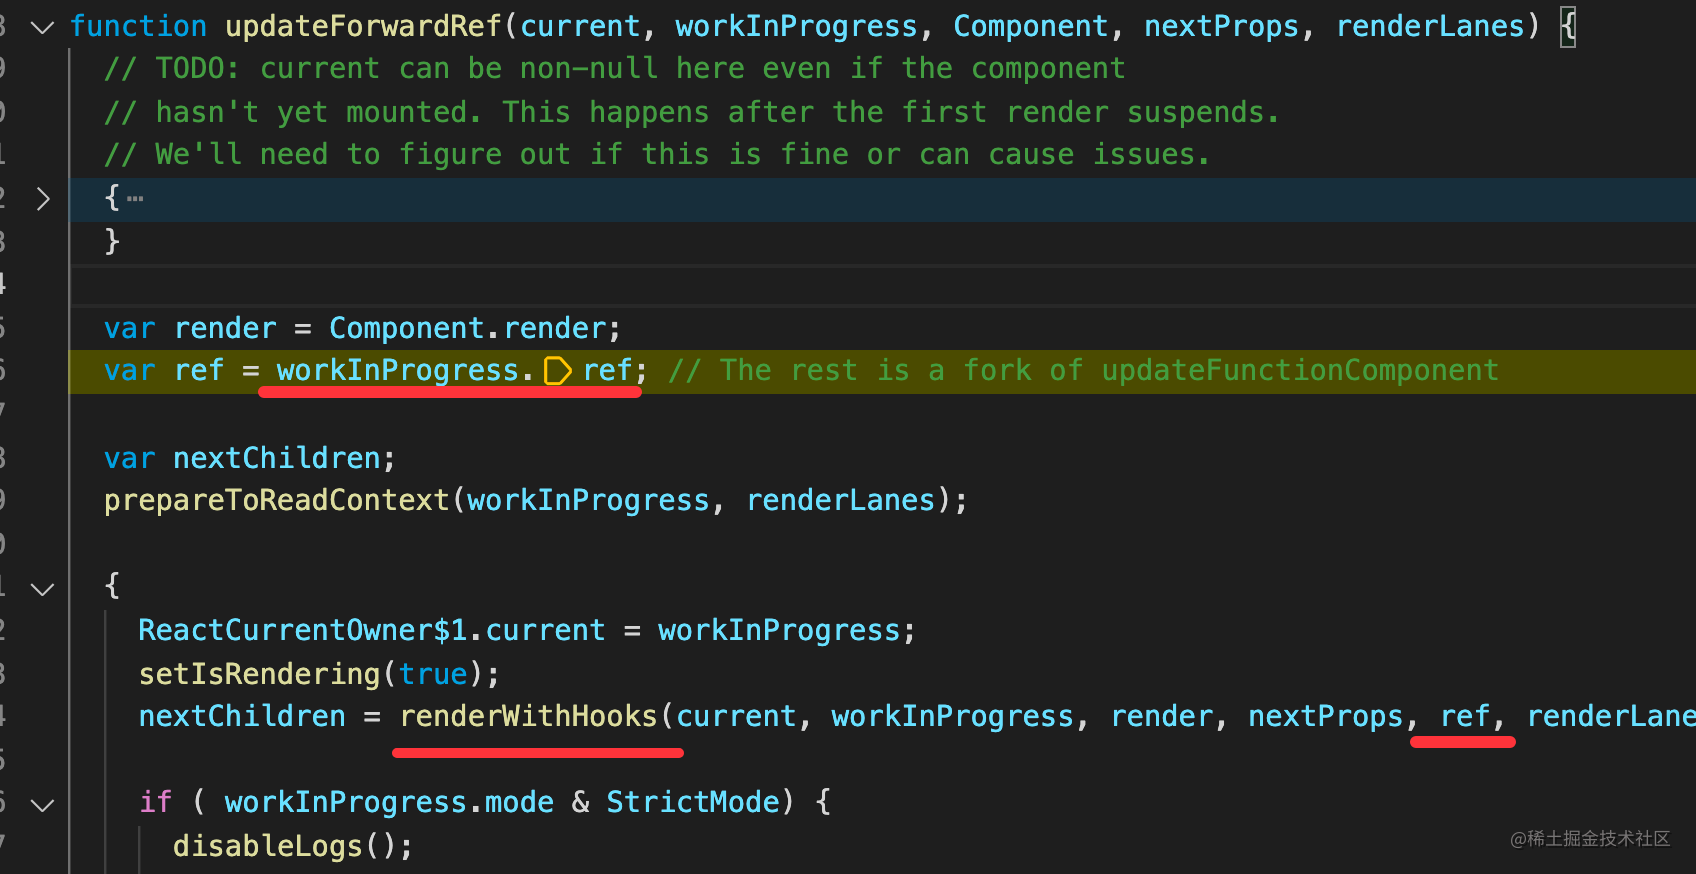 function updateForwardRef(current, workInProgress, Component, nextProps, renderLanes) {
// TODO: current can be non-null here even if the component
// hasn't yet mounted. This happens after the first render suspends.
// We'll need to figure out if this is fine or can cause issues.
{…
}
var render = Component.render;
var ref = workInProgress.ref; // The rest is a fork of updateFunctionComponent
var nextChildren;
prepareToReadContext(workInProgress, renderLanes);
{
ReactCurrentOwner$1.current = workInProgress;
setIsRendering(true);
nextChildren = renderWithHooks(current, workInProgress, render, nextProps, ref, renderLane
if ( workInProgress.mode & StrictMode) {
disableLogs();
@稀土掘金技术社区